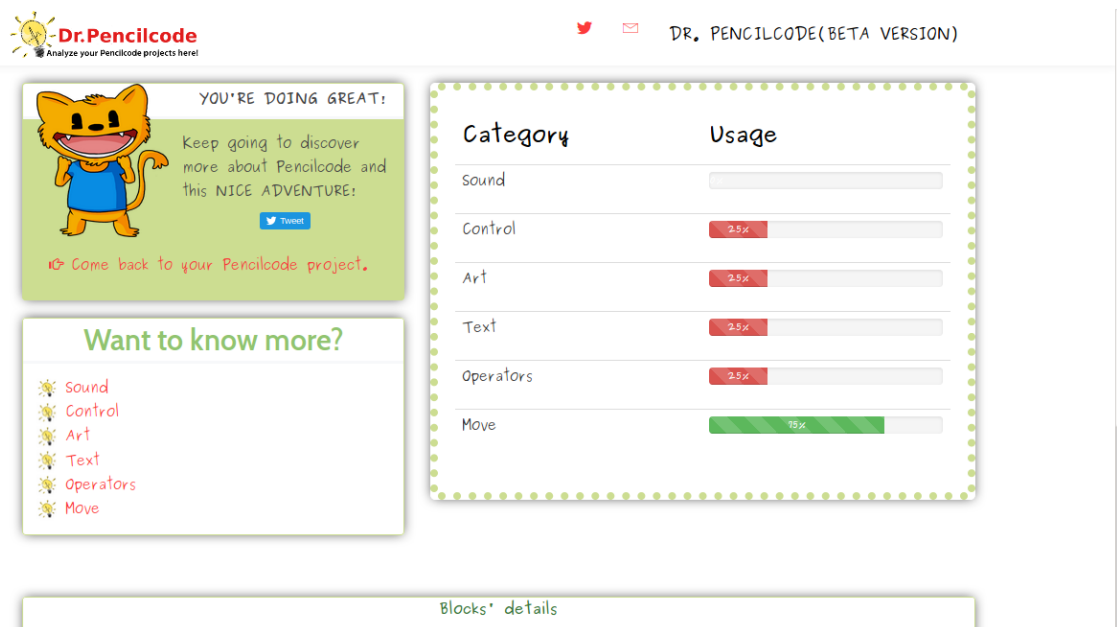 Dr.Pencilcode
Analyze your Pencilcode projects here!
DR. PENCILCODE(BETA VERSION)
YOU'RE DOING GREAT!
Keep going to discover
more about Pencilcode and
this NICE ADVENTURE!
Tweet
Come back to your Pencilcode project.
Want to know more?
Sound
Control
Art
Text
Operators
Move
Category Usage
Sound
Control 25%
Art 25%
Text 25%
Operators 25%
Move 75%
Blocks' details